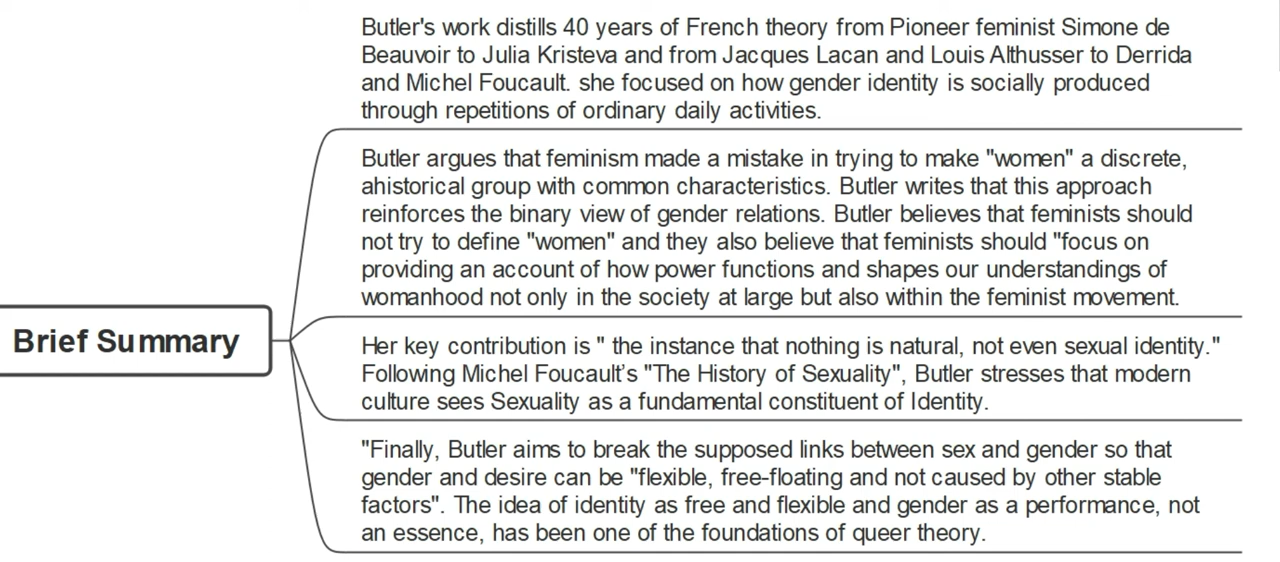 Butler's work distills 40 years of French theory from Pioneer feminist Simone de
Beauvoir to Julia Kristeva and from Jacques Lacan and Louis Althusser to Derrida
and Michel Foucault. she focused on how gender identity is socially produced
through repetitions of ordinary daily activities.
Butler argues that feminism made a mistake in trying to make "women" a discrete,
ahistorical group with common characteristics. Butler writes that this approach
reinforces the binary view of gender relations. Butler believes that feminists should
not try to define "women" and they also believe that feminists should "focus on
providing an account of how power functions and shapes our understandings of
womanhood not only in the society at large but also within the feminist movement.
Brief Summary
Her key contribution is " the instance that nothing is natural, not even sexual identity."
Following Michel Foucault’s "The History of Sexuality", Butler stresses that modern
culture sees Sexuality as a fundamental constituent of Identity.
"Finally, Butler aims to break the supposed links between sex and gender so that
gender and desire can be "flexible, free-floating and not caused by other stable
factors". The idea of identity as free and flexible and gender as a performance, not
an essence, has been one of the foundations of queer theory.